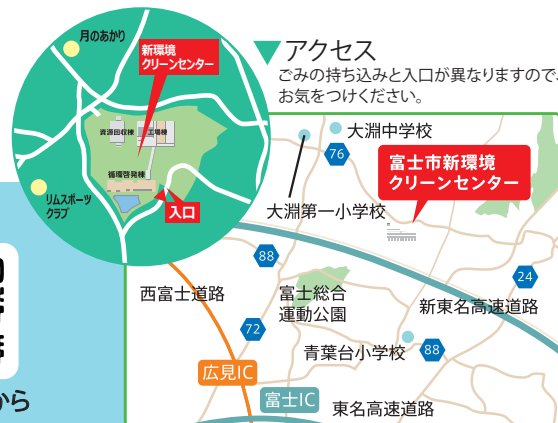 月のあかり
新環境
クリーンセンター
資源回収棟
工場棟
循環啓発棟
リムスポーツ
クラブ
入口
アクセス
ごみの持ち込みと入口が異なりますので、
お気をつけください。
大淵中学校
76
富士市新環境
クリーンセンター
大淵第一小学校
88
24
西富士道路
富士総合
運動公園
新東名高速道路
72
青葉台小学校
88
広見IC
富士IC
東名高速道路
から